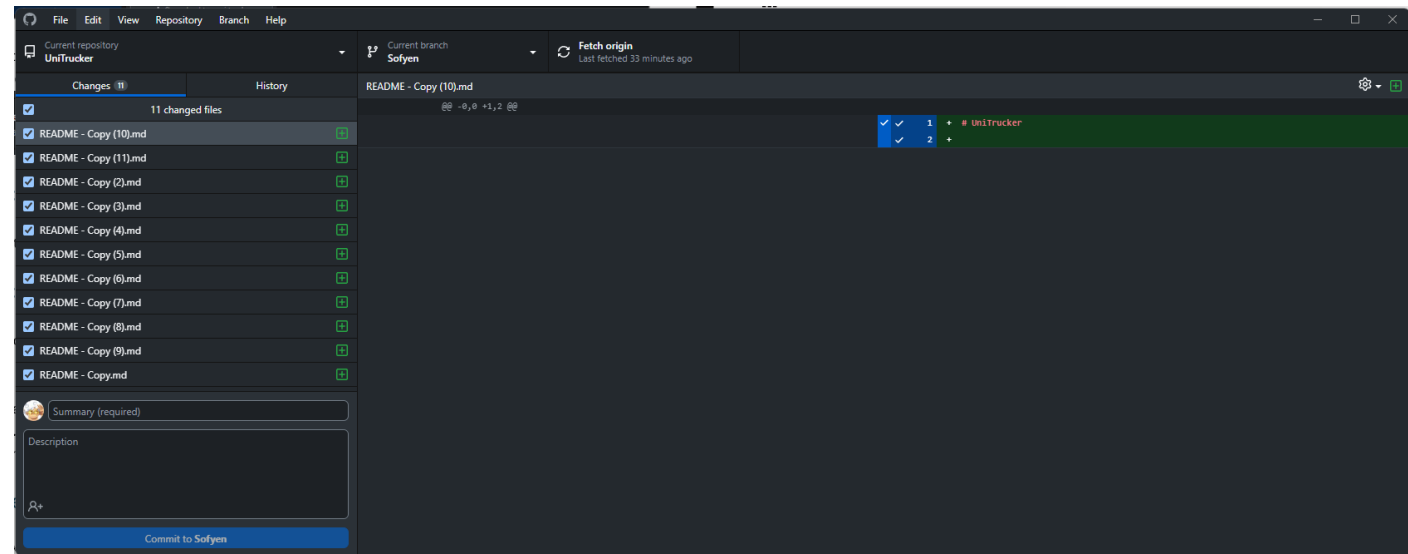 File Edit View Repository Branch Help
Current repository
UniTrucker
Current branch
Sofyen
Fetch origin
Last fetched 33 minutes ago
Changes 11 History
README - Copy (10).md
11 changed files
@@ -0,0 +1,2 @@
README - Copy (10).md
1 + # UniTrucker
2 +
README - Copy (11).md
README - Copy (2).md
README - Copy (3).md
README - Copy (4).md
README - Copy (5).md
README - Copy (6).md
README - Copy (7).md
README - Copy (8).md
README - Copy (9).md
README - Copy.md
Summary (required)
Description
Commit to Sofyen